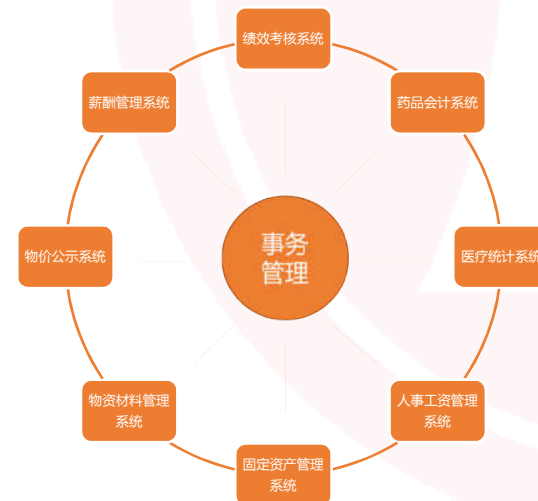 绩效考核系统
薪酬管理系统
药品会计系统
事务
管理
物价公示系统
医疗统计系统
物资材料管理
系统
人事工资管理
系统
固定资产管理
系统